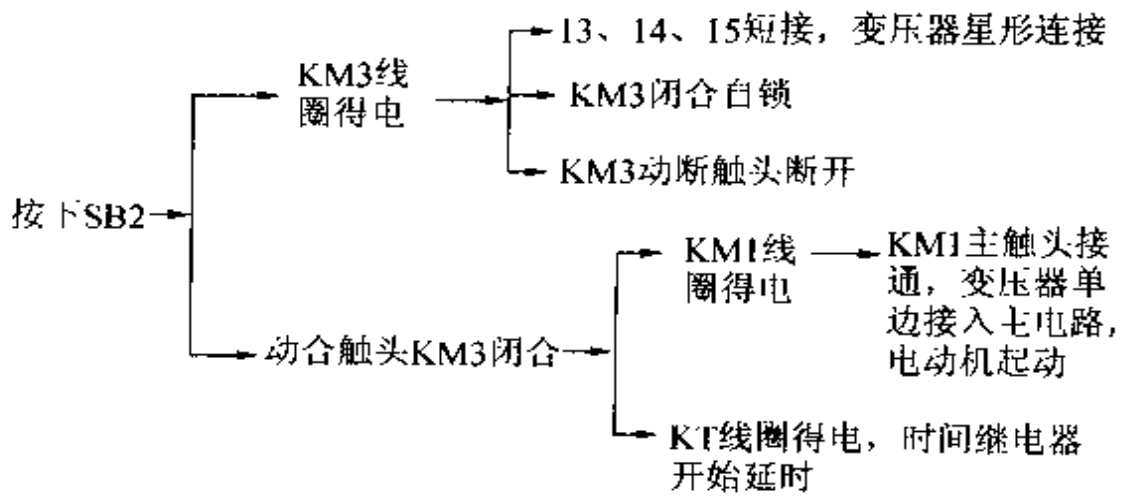 13、14、15短接，变压器星形连接
KM3线
圈得电
KM3闭合自锁
KM3动断触头断开
按下SB2
KM1线
圈得电
KM1主触头接
通，变压器单
边接入主电路，
电动机起动
动合触头KM3闭合
KT线圈得电，时间继电器
开始延时